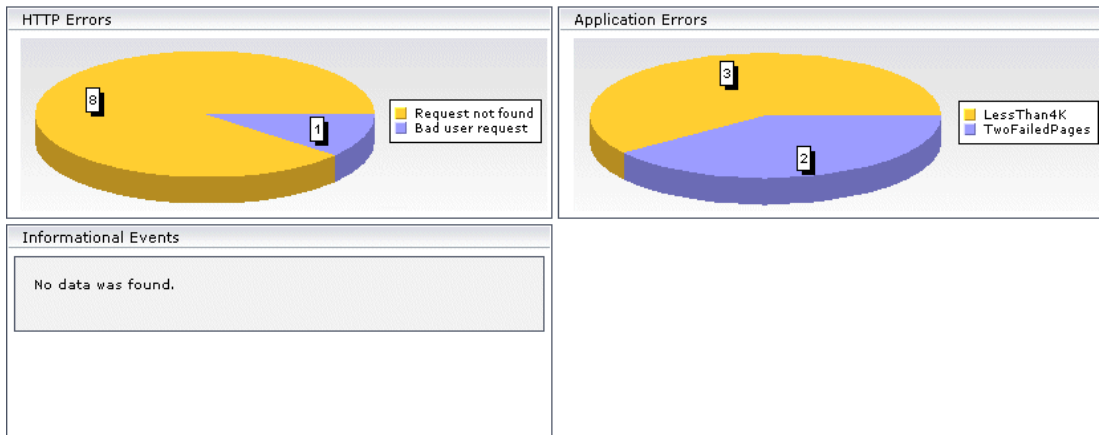 HTTP Errors
8
1
Request not found
Bad user request
Application Errors
3
2
LessThan4K
TwoFailedPages
Informational Events
No data was found.